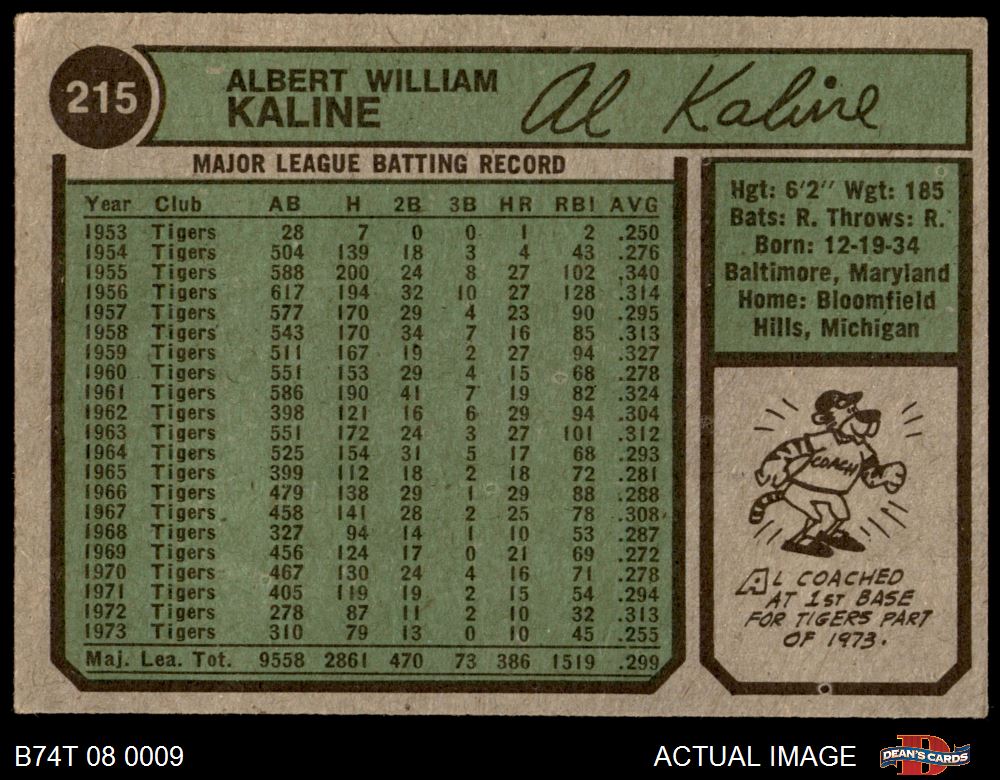 215
ALBERT WILLIAM
KALINE
Al Kaline
MAJOR LEAGUE BATTING RECORD
Year Club AB H 2B 3B HR RBI AVG
1953 Tigers 28 7 0 0 1 2 .250
1954 Tigers 504 139 18 3 4 43 .276
1955 Tigers 588 200 24 8 27 102 .340
1956 Tigers 617 194 32 10 27 128 .314
1957 Tigers 577 170 29 4 23 90 .295
1958 Tigers 543 170 34 7 16 85 .313
1959 Tigers 511 167 19 2 27 94 .327
1960 Tigers 551 153 29 4 15 68 .278
1961 Tigers 586 190 41 7 19 82 .324
1962 Tigers 398 121 16 6 29 94 .304
1963 Tigers 551 172 24 3 27 101 .312
1964 Tigers 525 154 31 5 17 68 .293
1965 Tigers 399 112 18 2 18 72 .281
1966 Tigers 479 138 29 1 29 88 .288
1967 Tigers 458 141 28 2 25 78 .308
1968 Tigers 327 94 14 1 10 53 .287
1969 Tigers 456 124 17 0 21 69 .272
1970 Tigers 467 130 24 4 16 71 .278
1971 Tigers 405 119 19 2 15 54 .294
1972 Tigers 278 87 11 2 10 32 .313
1973 Tigers 310 79 13 0 10 45 .255
Maj. Lea. Tot. 9558 2861 470 73 386 1519 .299
Hgt: 6'2" Wgt: 185
Bats: R. Throws: R.
Born: 12-19-34
Baltimore, Maryland
Home: Bloomfield
Hills, Michigan
COACH
AL COACHED
AT 1ST BASE
FOR TIGERS PART
OF 1973.
B74T 08 0009
ACTUAL IMAGE
D
DEAN'S CARDS